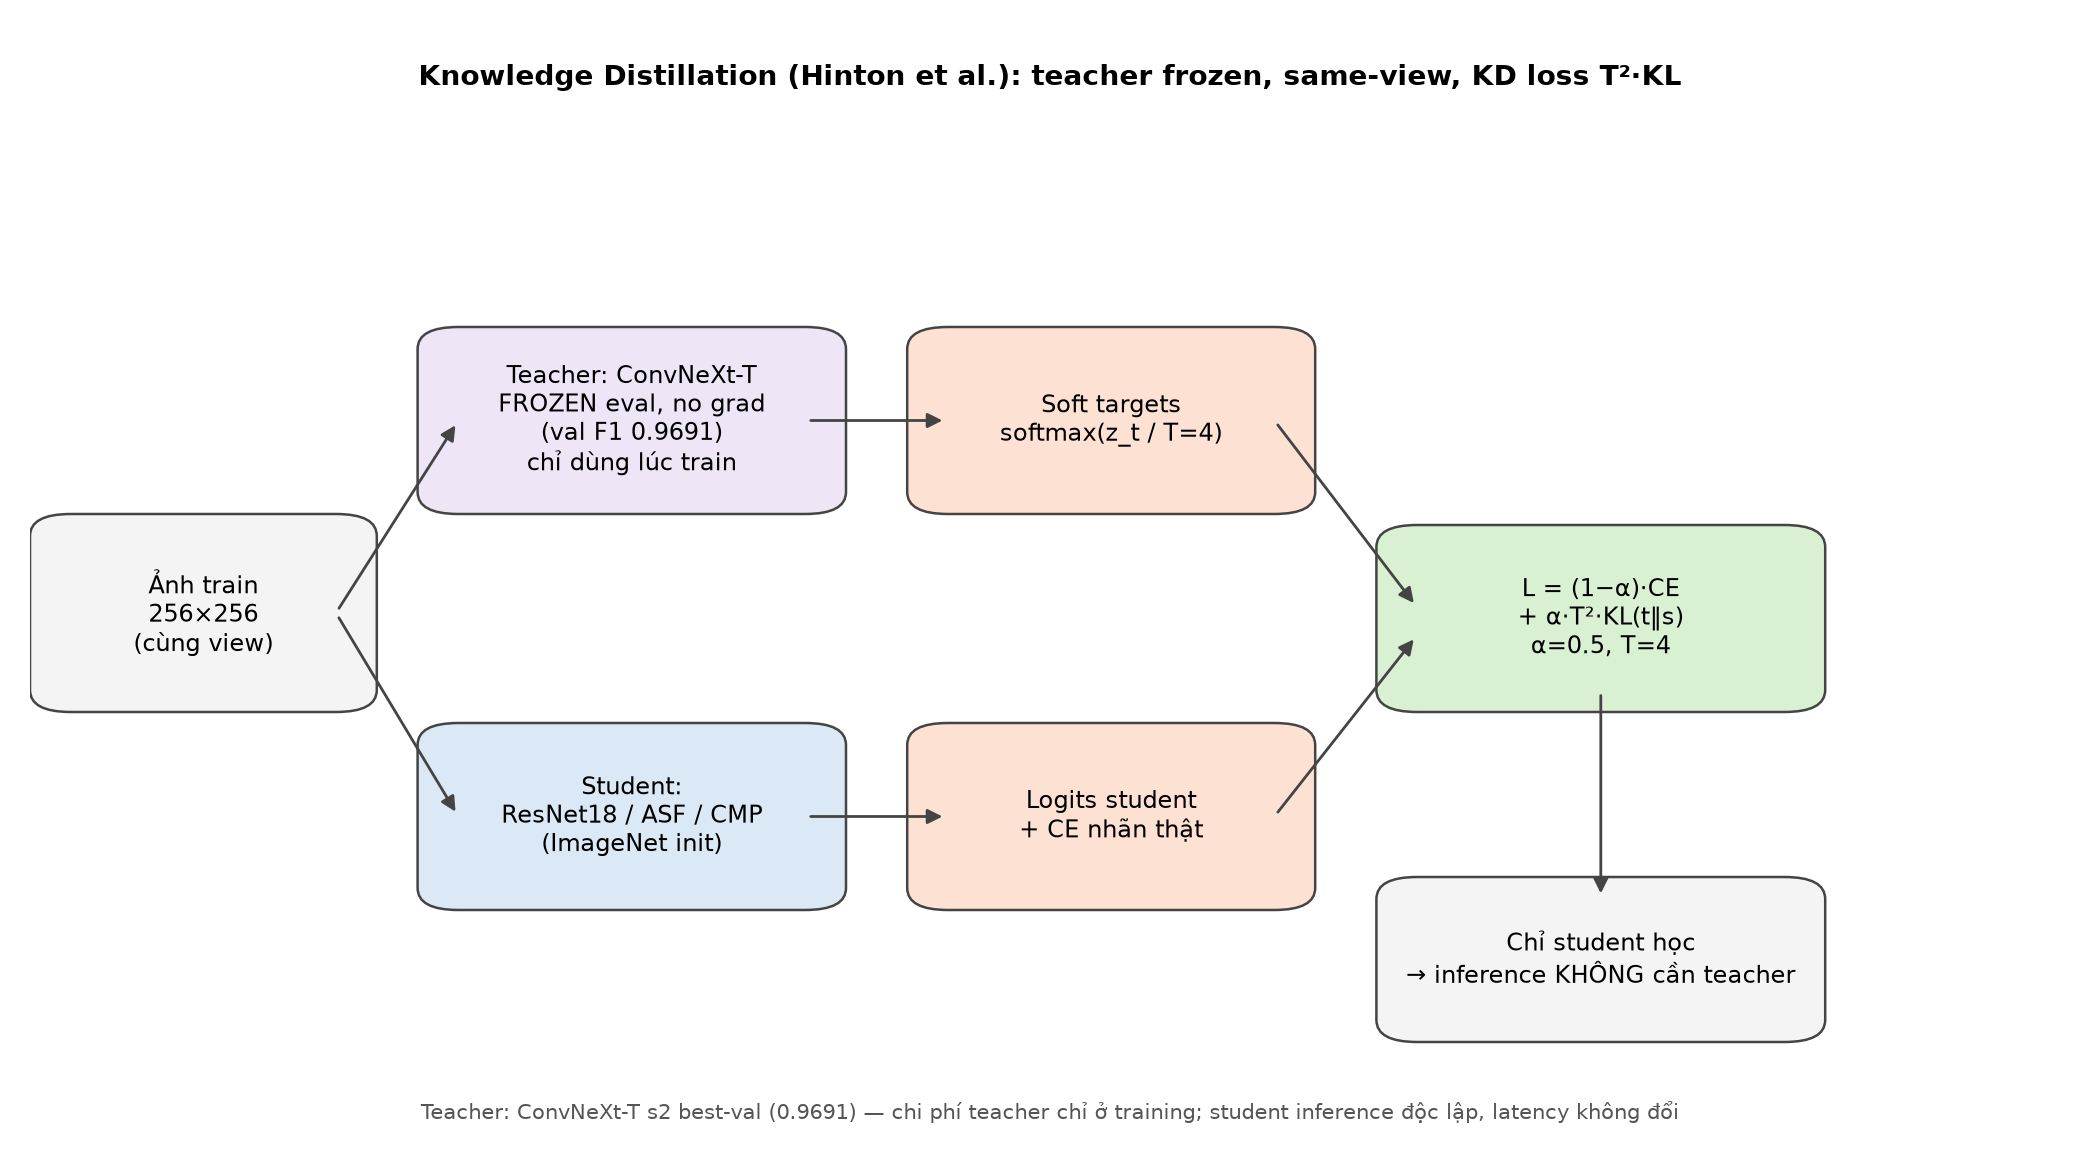 Knowledge Distillation (Hinton et al.): teacher frozen, same-view, KD loss T²·KL
Teacher: ConvNeXt-T
FROZEN eval, no grad
(val F1 0.9691)
chỉ dùng lúc train
Soft targets
softmax(z_t / T=4)
Ảnh train
256×256
(cùng view)
L = (1−α)·CE
+ α·T²·KL(t‖s)
α=0.5, T=4
Student:
ResNet18 / ASF / CMP
(ImageNet init)
Logits student
+ CE nhãn thật
Chỉ student học
→ inference KHÔNG cần teacher
Teacher: ConvNeXt-T s2 best-val (0.9691) — chi phí teacher chỉ ở training; student inference độc lập, latency không đổi